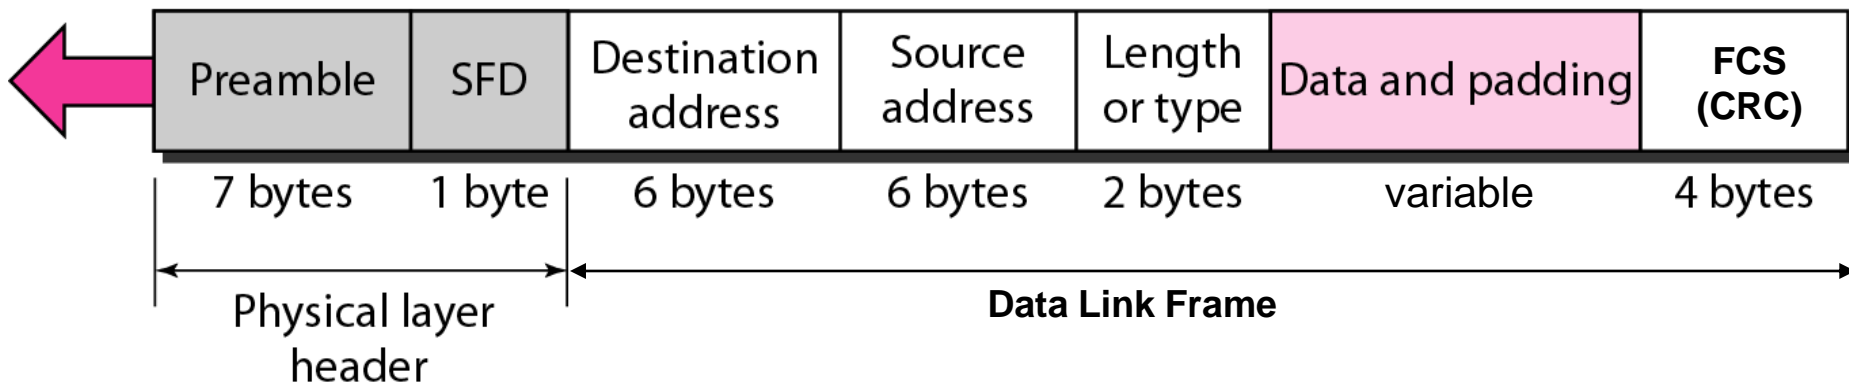 Preamble
SFD
Destination
address
Source
address
Length
or type
Data and padding
FCS
(CRC)
7 bytes
1 byte
6 bytes
6 bytes
2 bytes
variable
4 bytes
Physical layer
header
Data Link Frame